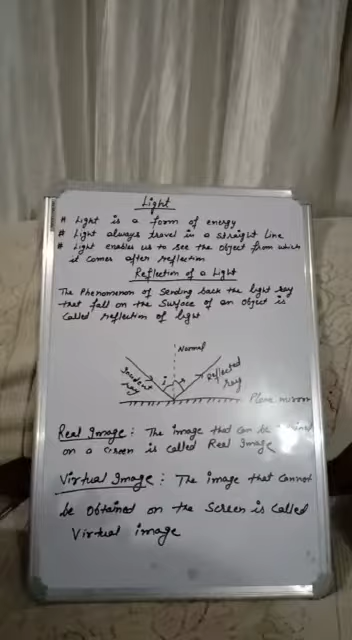 Light
# Light is a form of energy
# Light always travel in a straight line
# Light enables us to see the object from which
it comes after reflection
Reflection of a Light
The Phenomenon of Sending back the light ray
that fall on the Surface of an object is
Called reflection of light
Normal
Incident
ray
i
r
Reflected
ray
Plane mirror
Real Image : The image that can be
on a screen is called Real Image
Virtual Image : The image that cannot
be obtained on the Screen is Called
Virtual image